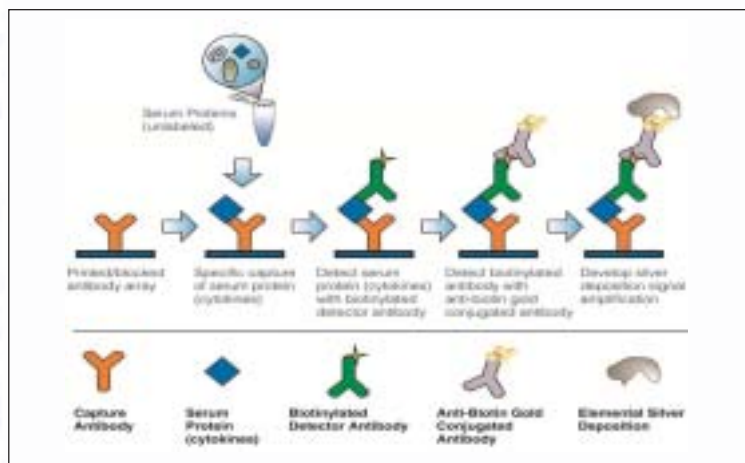 Serum Proteins
(unlabeled)
Printed/blocked
antibody array
Specific capture
of serum protein
(cytokines)
Detect serum
protein (cytokines)
with biotinylated
detector antibody
Detect biotinylated
antibody with
anti-biotin gold
conjugated antibody
Develop silver
deposition signal
amplification
Capture
Antibody
Serum
Protein
(cytokines)
Biotinylated
Detector Antibody
Anti-Biotin Gold
Conjugated
Antibody
Elemental Silver
Deposition